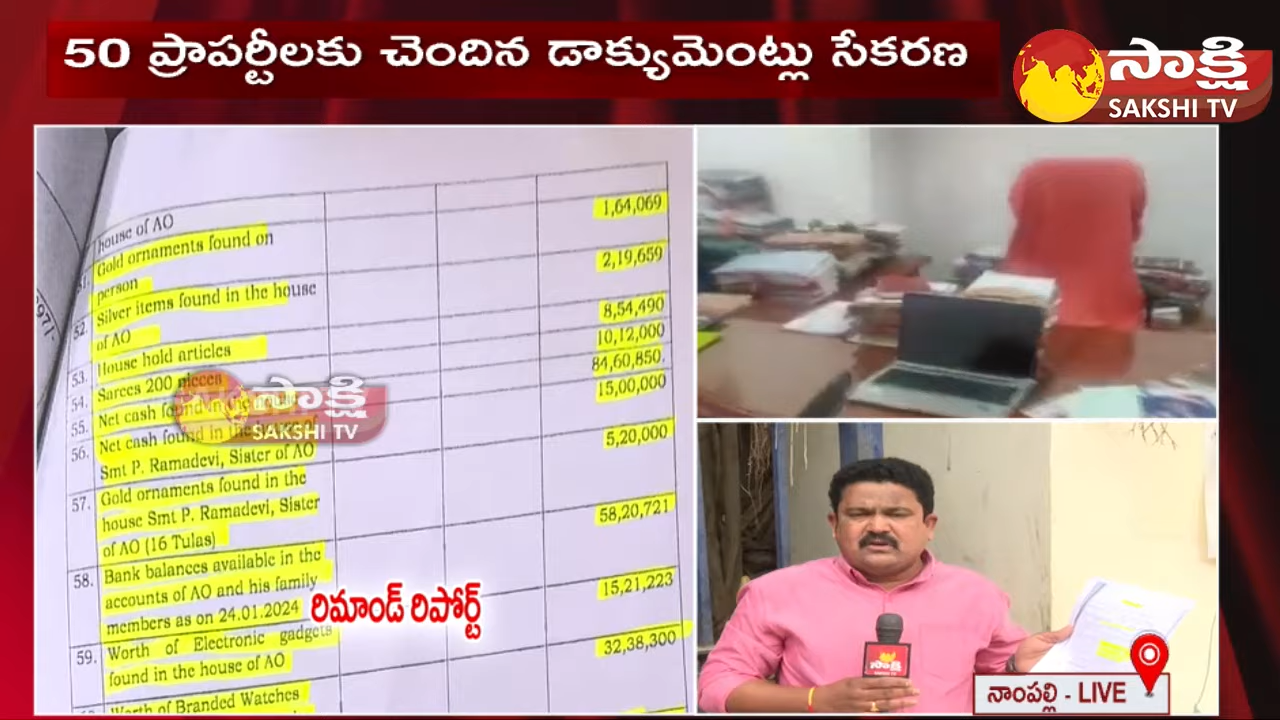 50 ప్రాపర్టీలకు చెందిన డాక్యుమెంట్లు సేకరణ
సాక్షి
SAKSHI TV
house of AO
1,64,069
Gold ornaments found on
person
2,19,659
52. Silver items found in the house
of AO
8,54,490
53. House hold articles
10,12,000
54. Sarees 200 pieces
84,60,850.
55. Net cash found in the
15,00,000
56. Net cash found in the
Smt P. Ramadevi, Sister of AO
5,20,000
57. Gold ornaments found in the
house Smt P. Ramadevi, Sister
of AO (16 Tulas)
58,20,721
58. Bank balances available in the
accounts of AO and his family
members as on 24.01.2024
15,21,223
59. Worth of Electronic gadgets
found in the house of AO
32,38,300
Worth of Branded Watches
సాక్షి
SAKSHI TV
రిమాండ్ రిపోర్ట్
సాక్షి
నాంపల్లి - LIVE